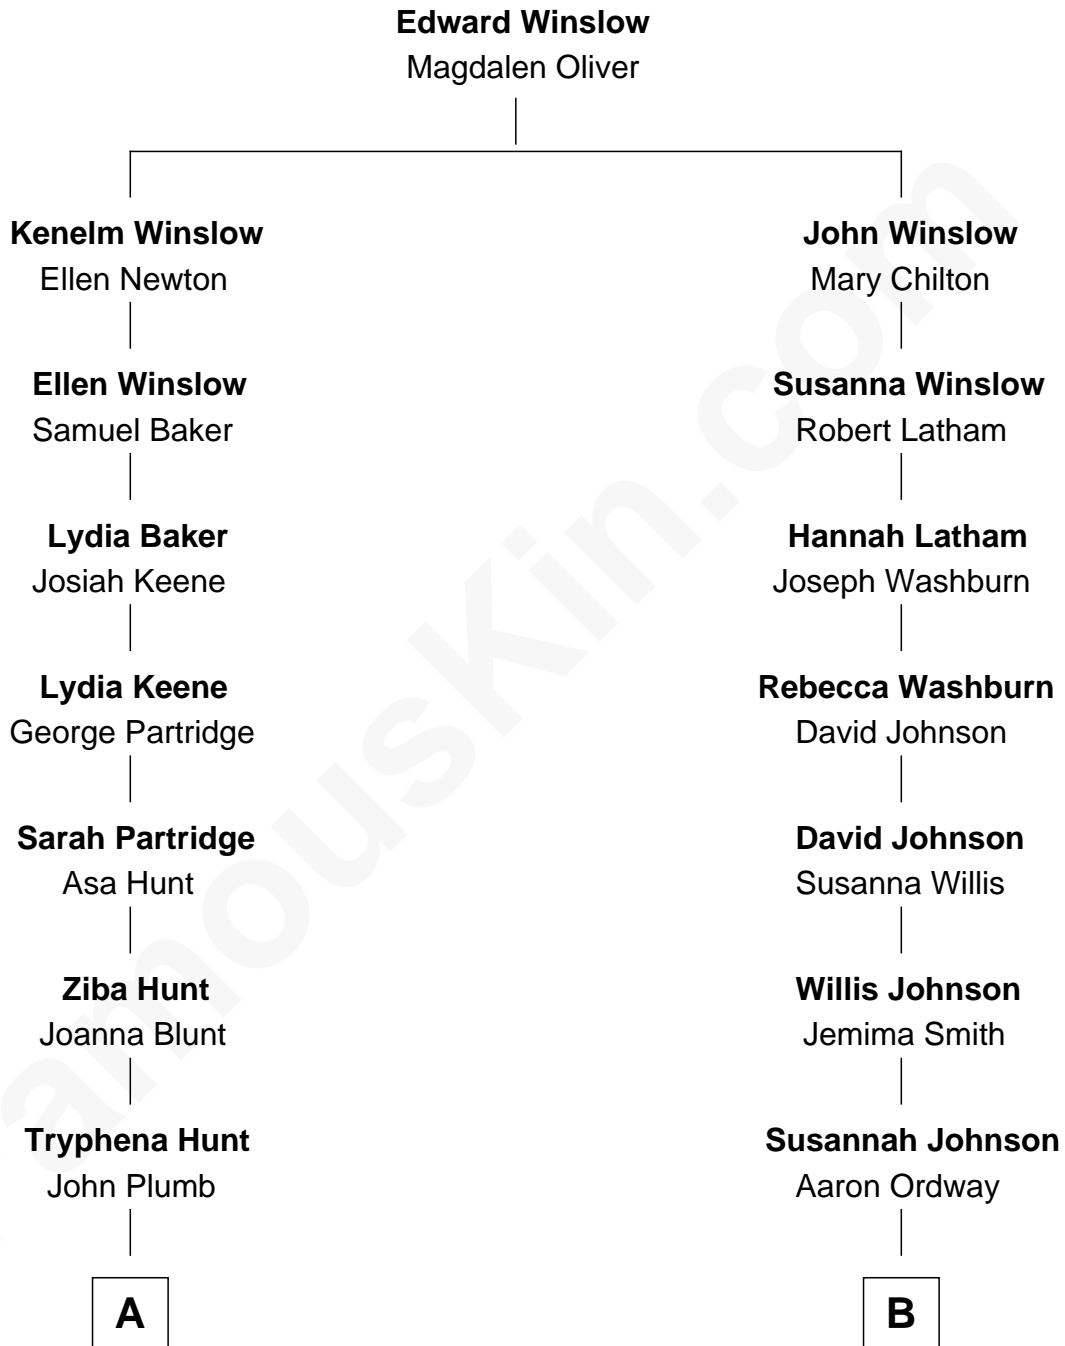 Edward Winslow
Magdalen Oliver
Kenelm Winslow
Ellen Newton
John Winslow
Mary Chilton
Ellen Winslow
Samuel Baker
Susanna Winslow
Robert Latham
Lydia Baker
Josiah Keene
Hannah Latham
Joseph Washburn
Lydia Keene
George Partridge
Rebecca Washburn
David Johnson
Sarah Partridge
Asa Hunt
David Johnson
Susanna Willis
Ziba Hunt
Joanna Blunt
Willis Johnson
Jemima Smith
Tryphena Hunt
John Plumb
Susannah Johnson
Aaron Ordway
A
B
amouskin.com